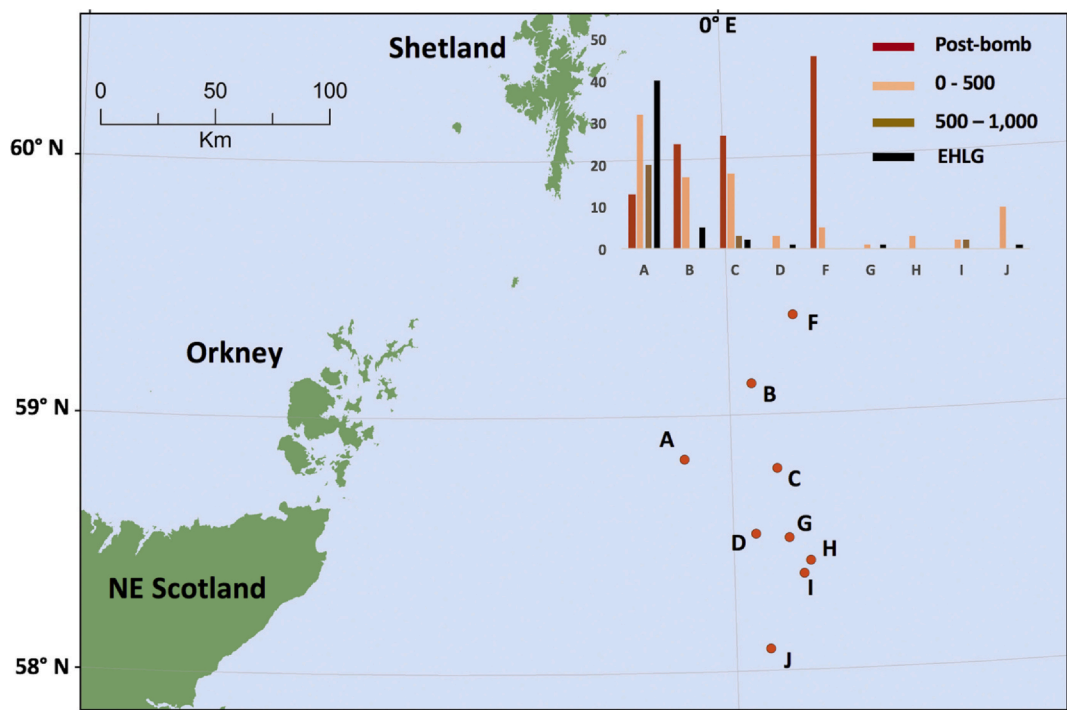 0° E
Shetland
50
40
30
20
10
0
A B C D F G H I J
Post-bomb
0 - 500
500 – 1,000
EHLG
0 50 100
Km
60° N
59° N
58° N
Orkney
NE Scotland
F
B
A
C
D
G
H
I
J